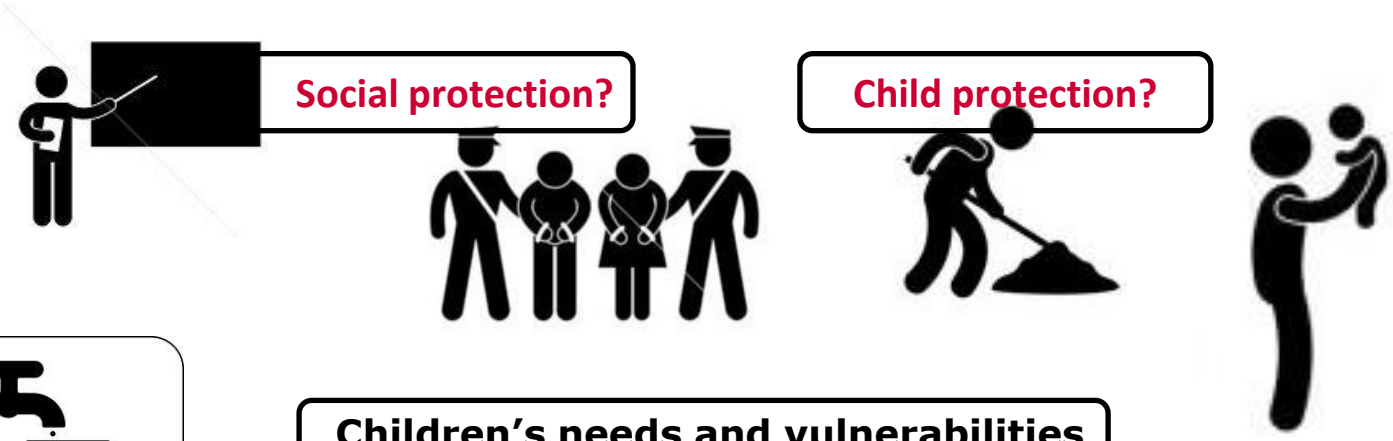 Social protection?
Child protection?
Children’s needs and vulnerabilities